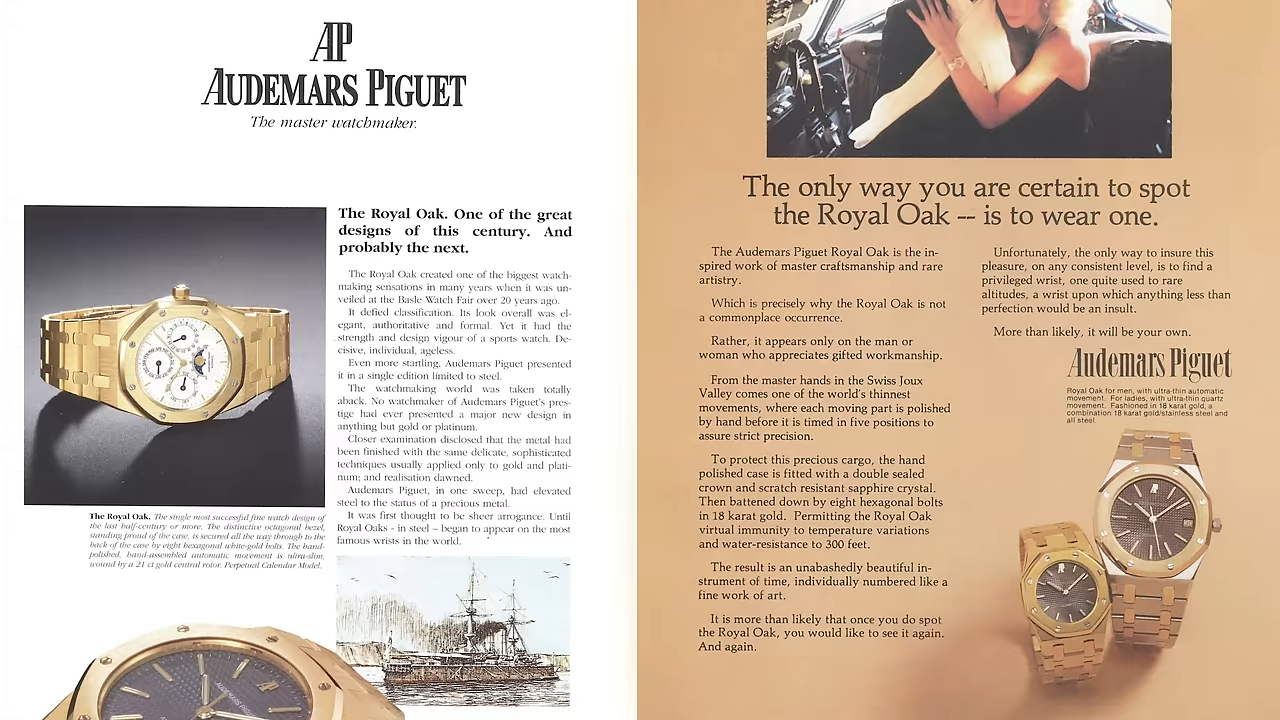 AP
AUDEMARS PIGUET
The master watchmaker.
The Royal Oak. One of the great
designs of this century. And
probably the next.
The Royal Oak created one of the biggest watch-
making sensations in many years when it was un-
veiled at the Basle Watch Fair over 20 years ago.
It defied classification. Its look overall was el-
egant, authoritative and formal. Yet it had the
strength and design vigour of a sports watch. De-
cisive, individual, ageless.
Even more startling, Audemars Piguet presented
it in a single edition limited to steel.
The watchmaking world was taken totally
aback. No watchmaker of Audemars Piguet's pres-
tige had ever presented a major new design in
anything but gold or platinum.
Closer examination disclosed that the metal had
been finished with the same delicate, sophisticated
techniques usually applied only to gold and plati-
num; and realisation dawned.
Audemars Piguet, in one sweep, had elevated
steel to the status of a precious metal.
It was first thought to be sheer arrogance. Until
Royal Oaks - in steel – began to appear on the most
famous wrists in the world.
The Royal Oak. The single most successful fine watch design of
the last half-century or more. The distinctive octagonal bezel,
standing proud of the case, is secured all the way through to the
back of the case by eight hexagonal white-gold bolts. The hand-
polished, hand-assembled automatic movement is ultra-slim,
wound by a 21 ct gold central rotor. Perpetual Calendar Model.
The only way you are certain to spot
the Royal Oak -- is to wear one.
The Audemars Piguet Royal Oak is the in-
spired work of master craftsmanship and rare
artistry.
Which is precisely why the Royal Oak is not
a commonplace occurrence.
Rather, it appears only on the man or
woman who appreciates gifted workmanship.
From the master hands in the Swiss Joux
Valley comes one of the world's thinnest
movements, where each moving part is polished
by hand before it is timed in five positions to
assure strict precision.
To protect this precious cargo, the hand
polished case is fitted with a double sealed
crown and scratch resistant sapphire crystal.
Then battened down by eight hexagonal bolts
in 18 karat gold. Permitting the Royal Oak
virtual immunity to temperature variations
and water-resistance to 300 feet.
The result is an unabashedly beautiful in-
strument of time, individually numbered like a
fine work of art.
It is more than likely that once you do spot
the Royal Oak, you would like to see it again.
And again.
Unfortunately, the only way to insure this
pleasure, on any consistent level, is to find a
privileged wrist, one quite used to rare
altitudes, a wrist upon which anything less than
perfection would be an insult.
More than likely, it will be your own.
Audemars Piguet
Royal Oak for men, with ultra-thin automatic
movement. For ladies, with ultra-thin quartz
movement. Fashioned in 18 karat gold, a
combination 18 karat gold/stainless steel and
all steel.